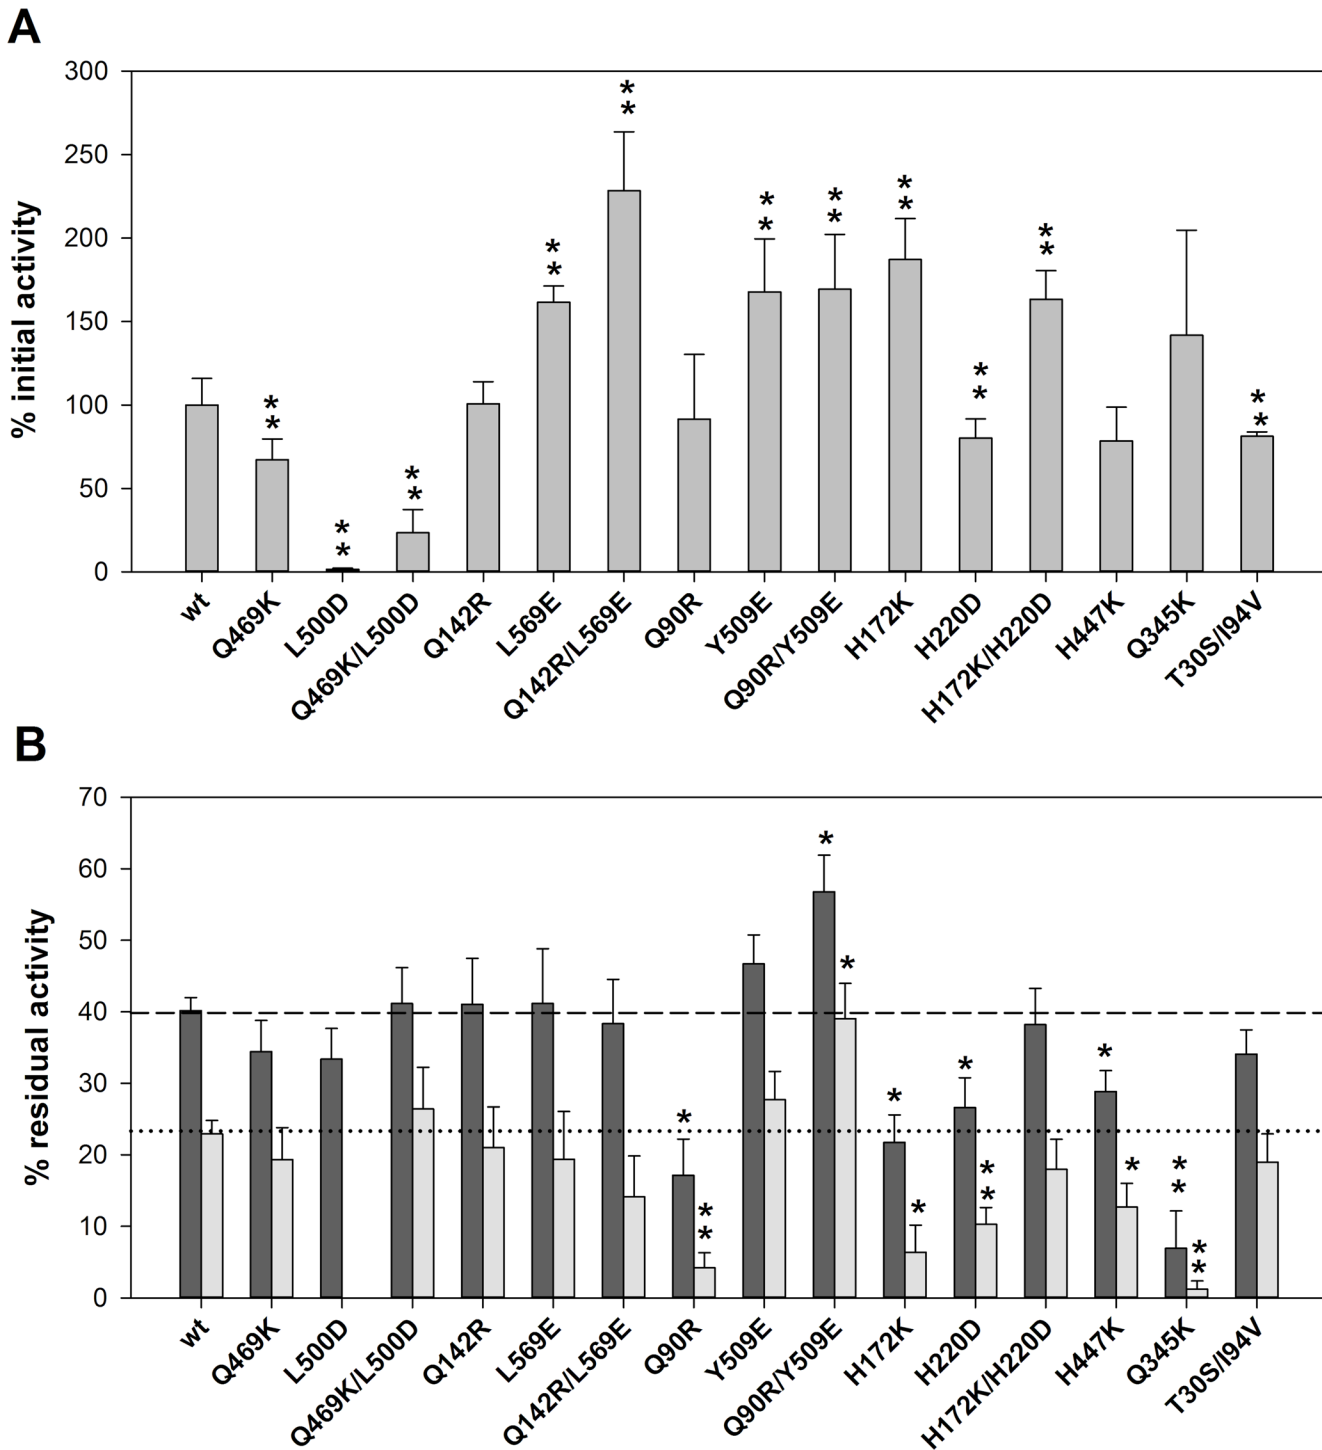 A
% initial activity
300
250
200
150
100
50
0
* *
* *
* *
* *
* *
* *
* *
* *
* *
* *
* *
wt
Q469K
L500D
Q469K/L500D
Q142R
L569E
Q142R/L569E
Q90R
Y509E
Q90R/Y509E
H172K
H220D
H172K/H220D
H447K
Q345K
T30S/I94V
B
% residual activity
70
60
50
40
30
20
10
0
*
* *
*
*
*
*
*
* *
*
*
* *
* *
wt
Q469K
L500D
Q469K/L500D
Q142R
L569E
Q142R/L569E
Q90R
Y509E
Q90R/Y509E
H172K
H220D
H172K/H220D
H447K
Q345K
T30S/I94V